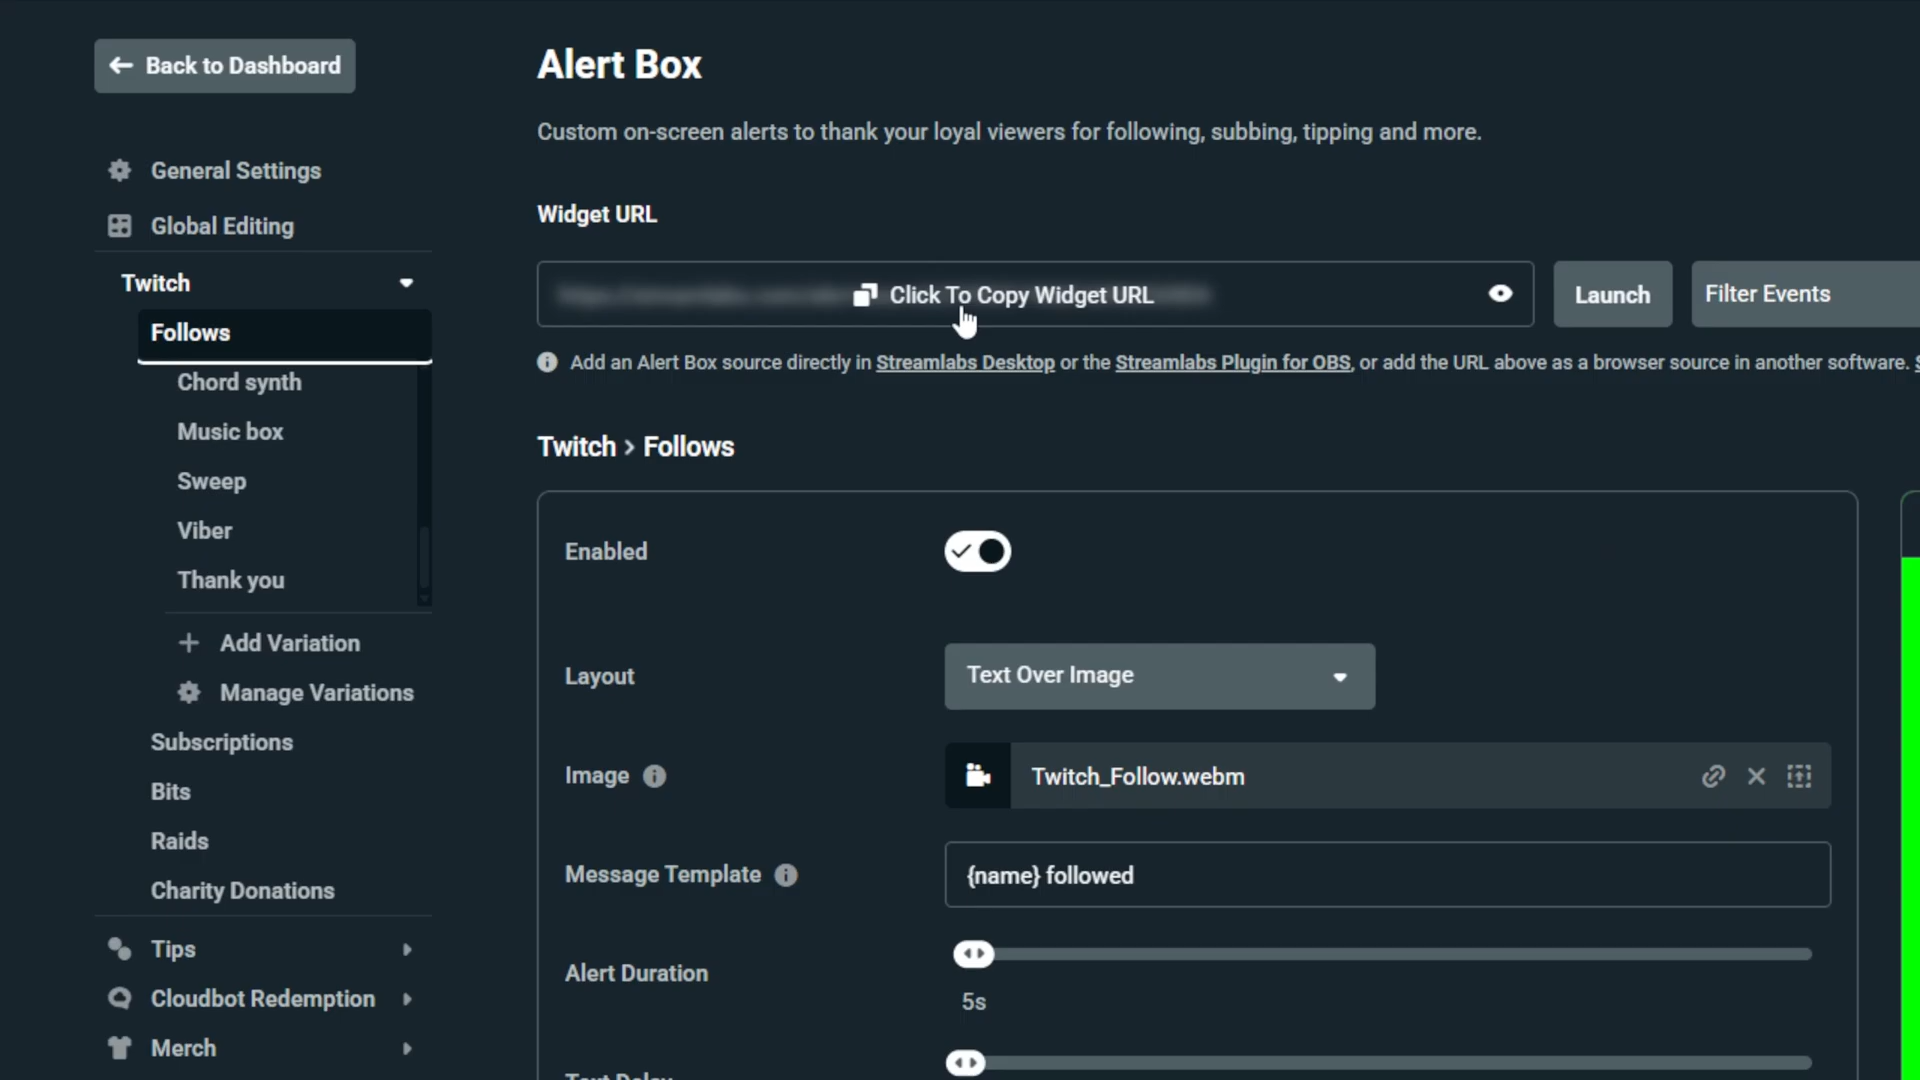 Back to Dashboard
General Settings
Global Editing
Twitch
Follows
Chord synth
Music box
Sweep
Viber
Thank you
Add Variation
Manage Variations
Subscriptions
Bits
Raids
Charity Donations
Tips
Cloudbot Redemption
Merch
Alert Box
Custom on-screen alerts to thank your loyal viewers for following, subbing, tipping and more.
Widget URL
Click To Copy Widget URL
Launch
Filter Events
Add an Alert Box source directly in Streamlabs Desktop or the Streamlabs Plugin for OBS, or add the URL above as a browser source in another software.
Twitch > Follows
Enabled
Layout
Text Over Image
Image
Twitch_Follow.webm
Message Template
{name} followed
Alert Duration
5s
Text Delay